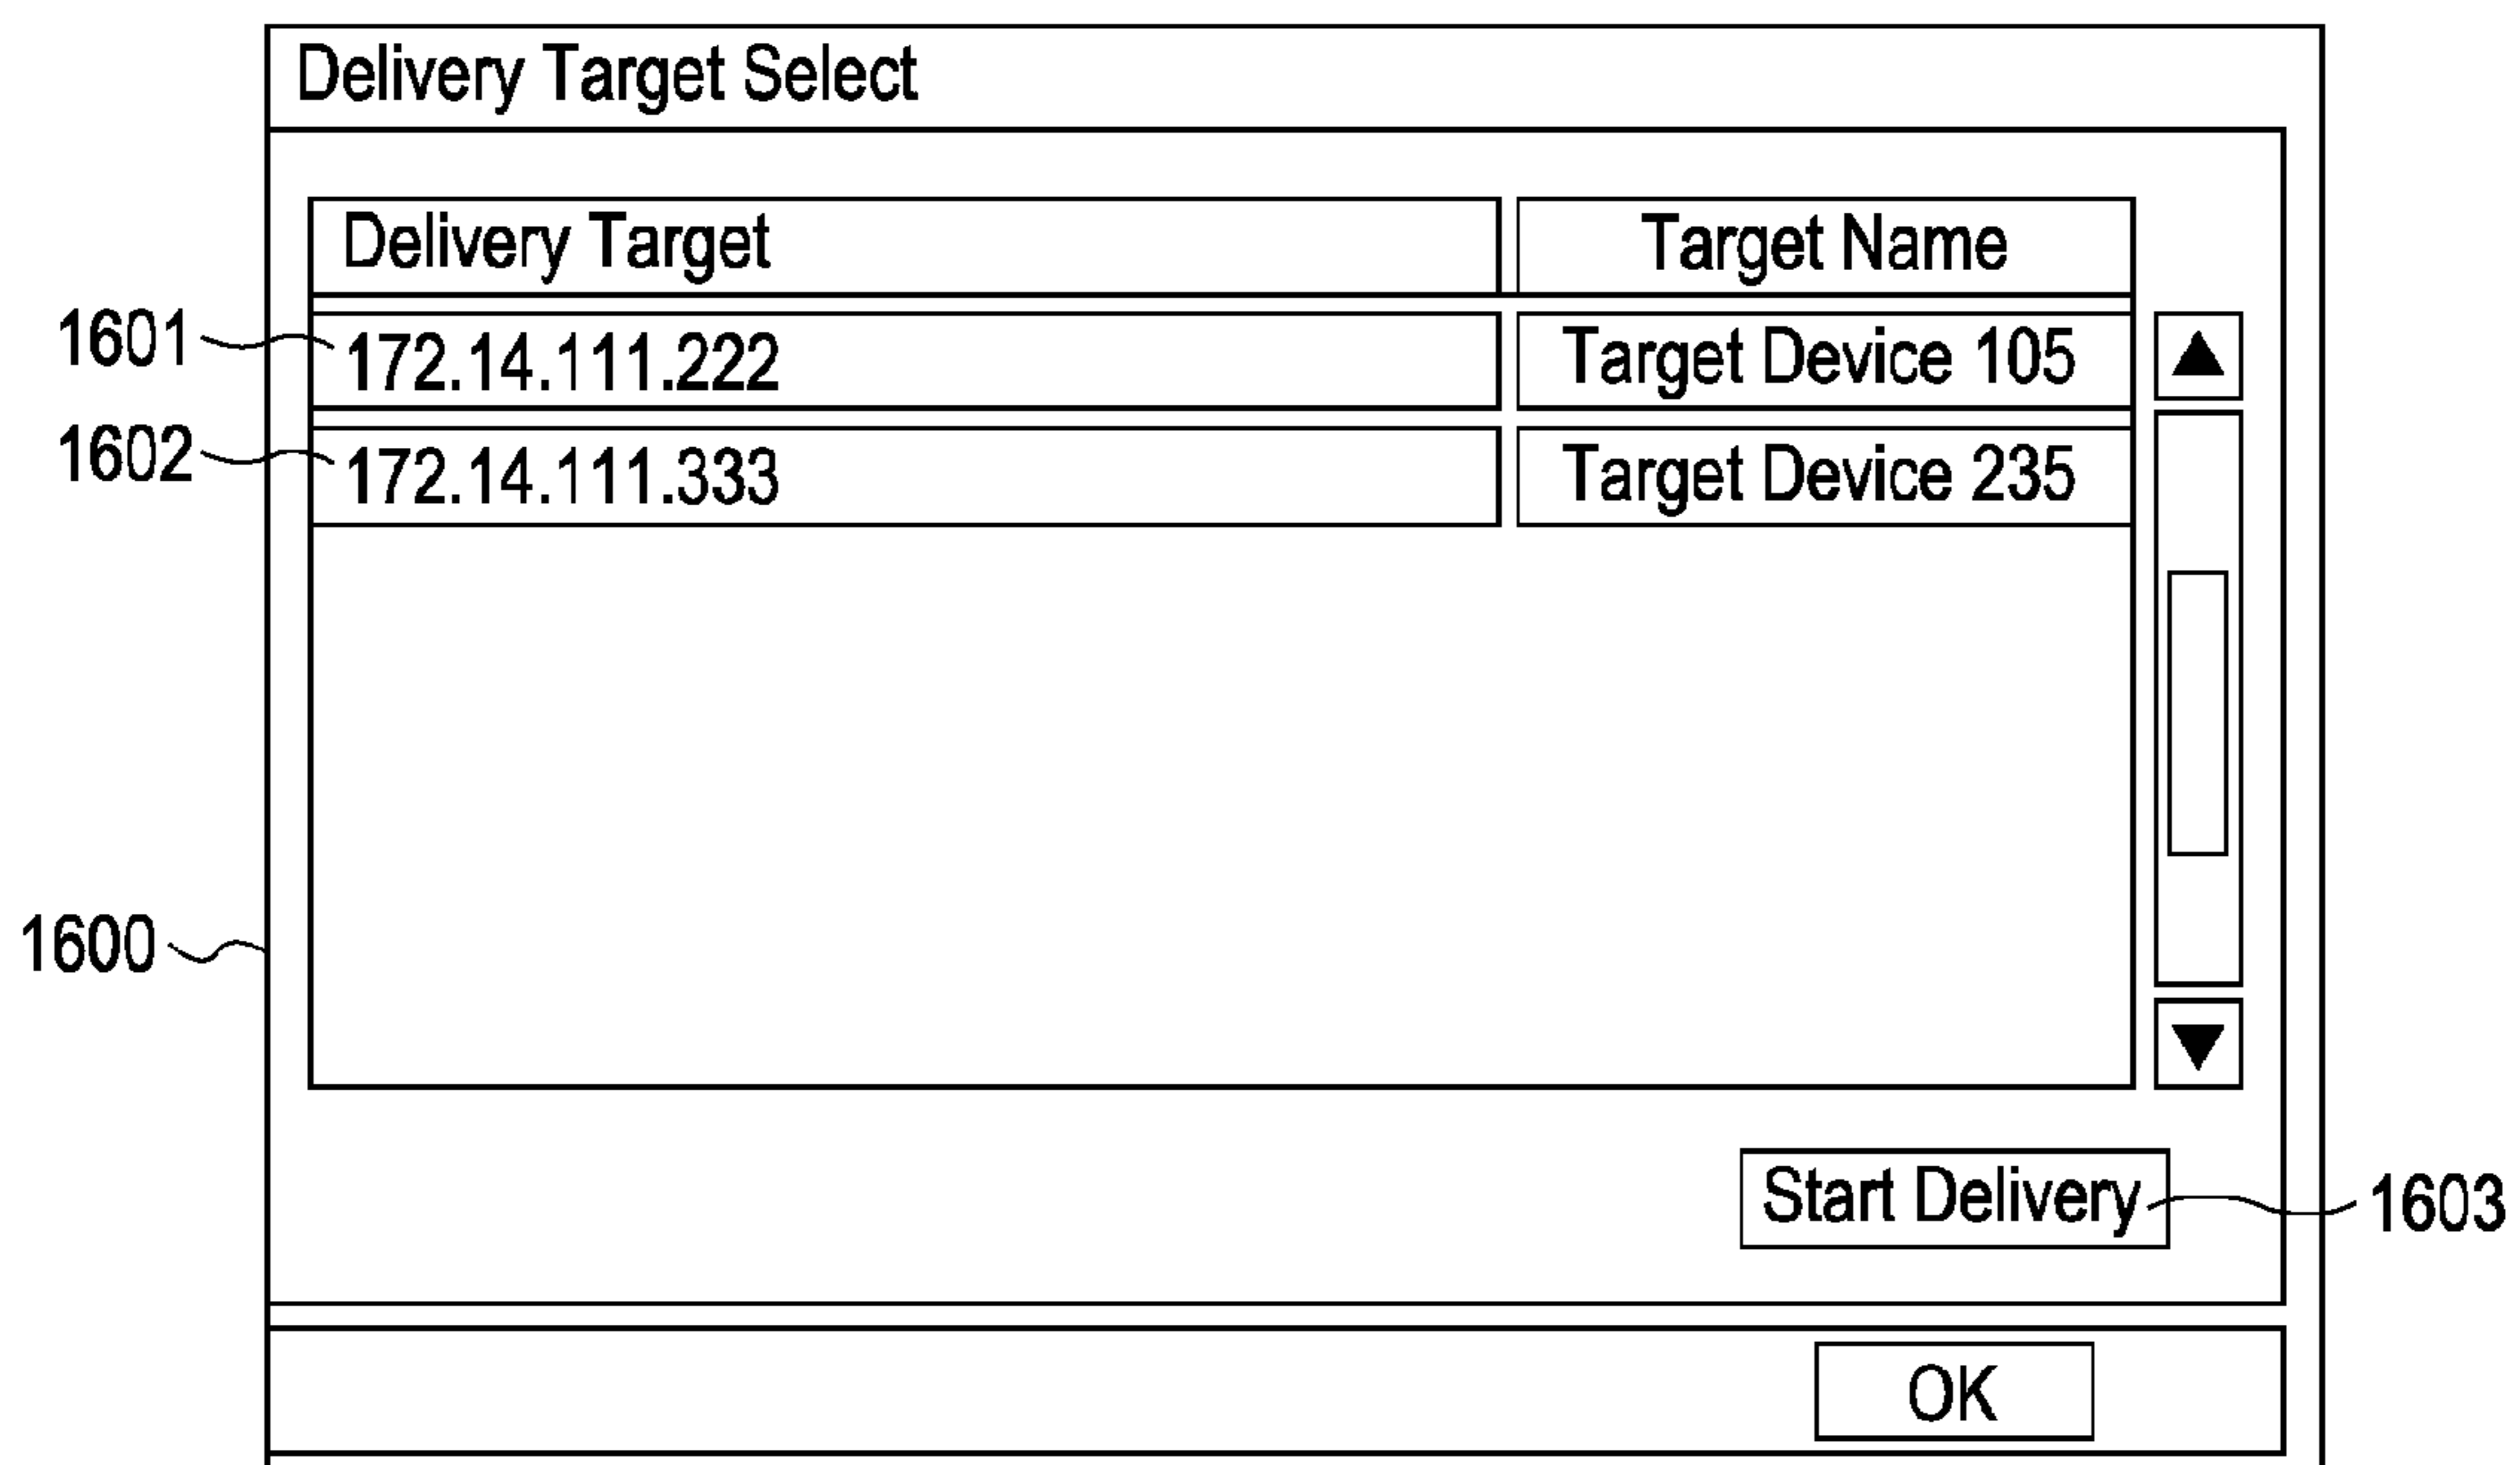 Delivery Target Select
Delivery Target Target Name
1601 172.14.111.222 Target Device 105
1602 172.14.111.333 Target Device 235
1600
Start Delivery 1603
OK